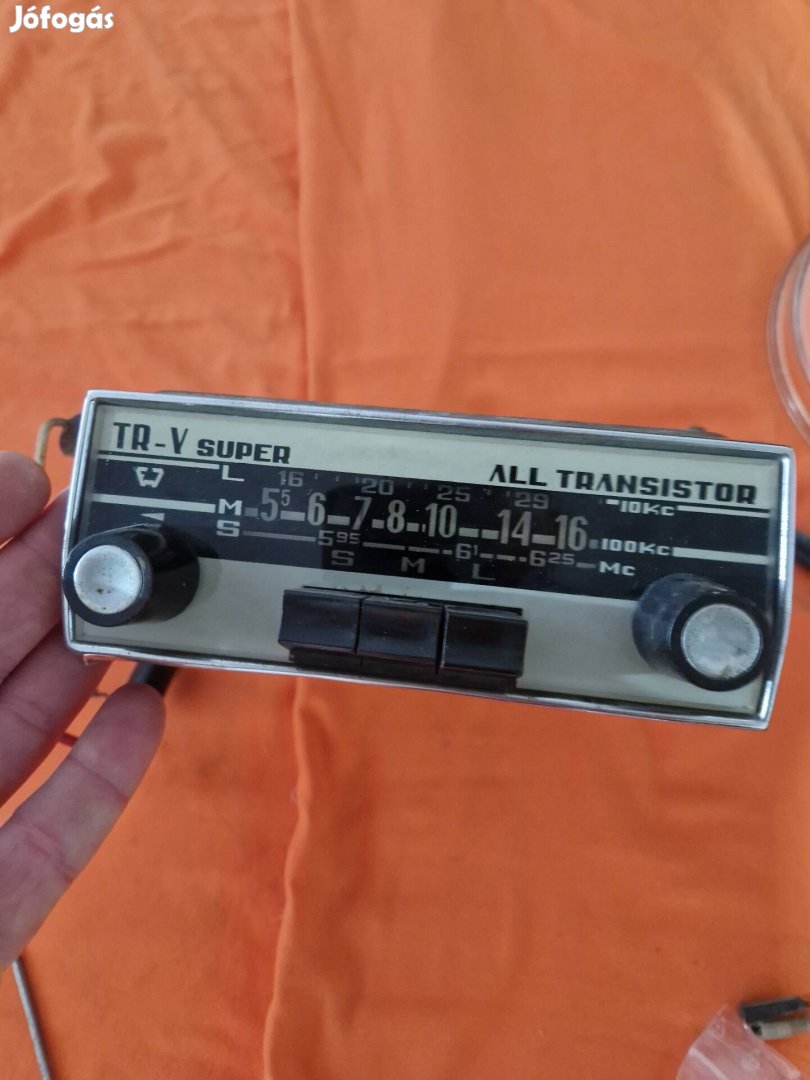 Jófogás
TR-V SUPER
ALL TRANSISTOR
L 16 20 25 29 10Kc
M 5⁵ 6 7 8 10 14 16 100Kc
S 5⁹⁵ 6¹ 6²⁵ Mc
S M L